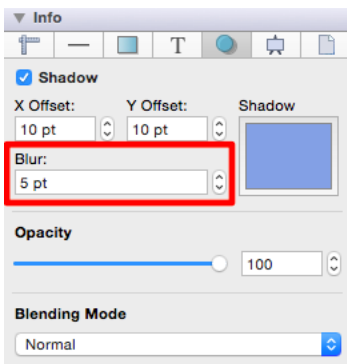 Info
T
Shadow
X Offset: Y Offset: Shadow
10 pt 10 pt
Blur:
5 pt
Opacity
100
Blending Mode
Normal